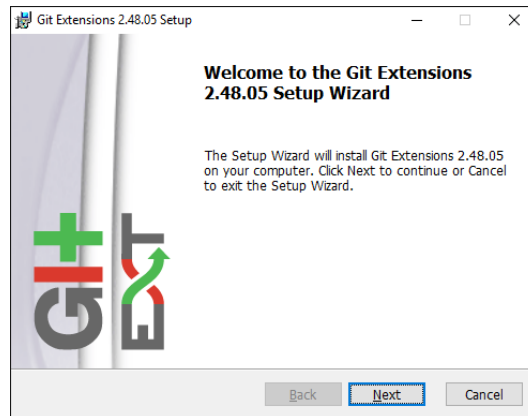 Git Extensions 2.48.05 Setup
Welcome to the Git Extensions
2.48.05 Setup Wizard
The Setup Wizard will install Git Extensions 2.48.05
on your computer. Click Next to continue or Cancel
to exit the Setup Wizard.
GIt
EXT
Back
Next
Cancel